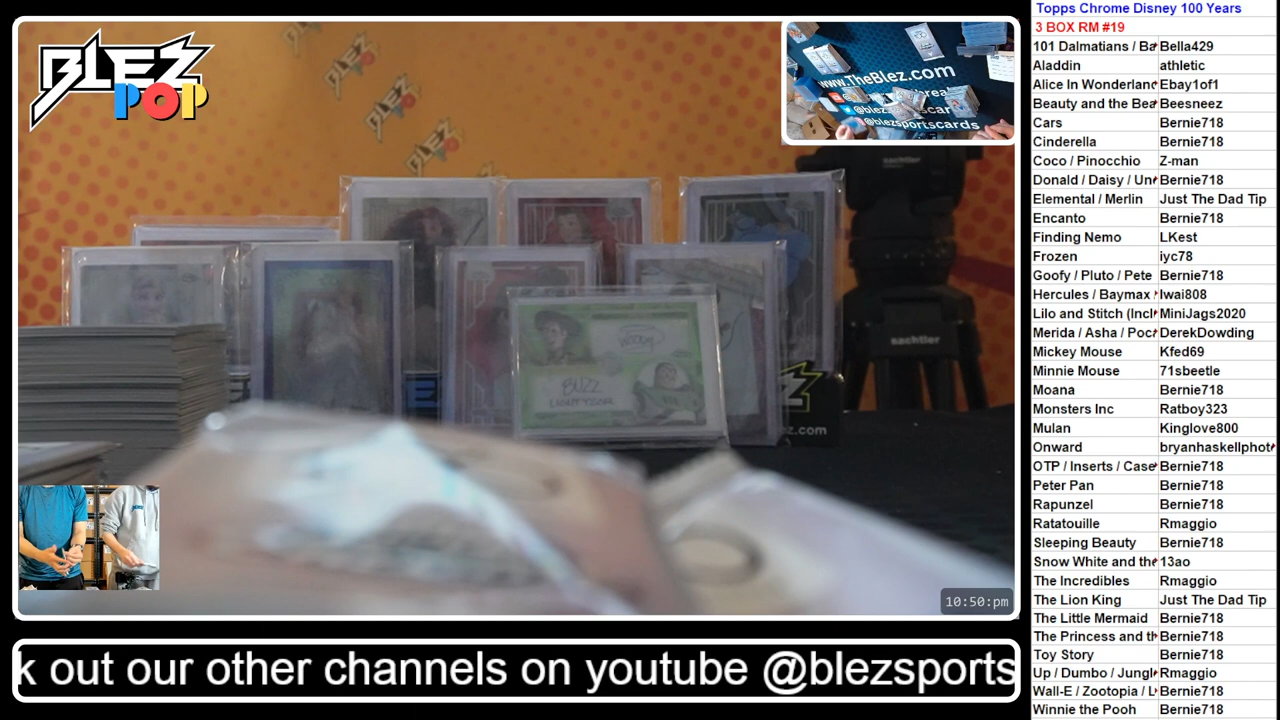 BLEZ
POP
www.TheBlez.com
@blezsportscards
sachtler
sachtler
WOODY
BUZZ
LIGHTYEAR
10:50:pm
k out our other channels on youtube @blezsports
Topps Chrome Disney 100 Years
3 BOX RM #19
101 Dalmatians / Ba Bella429
Aladdin athletic
Alice In Wonderlan Ebay1of1
Beauty and the Bea Beesneez
Cars Bernie718
Cinderella Bernie718
Coco / Pinocchio Z-man
Donald / Daisy / Un Bernie718
Elemental / Merlin Just The Dad Tip
Encanto Bernie718
Finding Nemo LKest
Frozen iyc78
Goofy / Pluto / Pete Bernie718
Hercules / Baymax Iwai808
Lilo and Stitch (Incl MiniJags2020
Merida / Asha / Poc DerekDowding
Mickey Mouse Kfed69
Minnie Mouse 71sbeetle
Moana Bernie718
Monsters Inc Ratboy323
Mulan Kinglove800
Onward bryanhaskellphot
OTP / Inserts / Case Bernie718
Peter Pan Bernie718
Rapunzel Bernie718
Ratatouille Rmaggio
Sleeping Beauty Bernie718
Snow White and the 13ao
The Incredibles Rmaggio
The Lion King Just The Dad Tip
The Little Mermaid Bernie718
The Princess and th Bernie718
Toy Story Bernie718
Up / Dumbo / Jungl Rmaggio
Wall-E / Zootopia / L Bernie718
Winnie the Pooh Bernie718